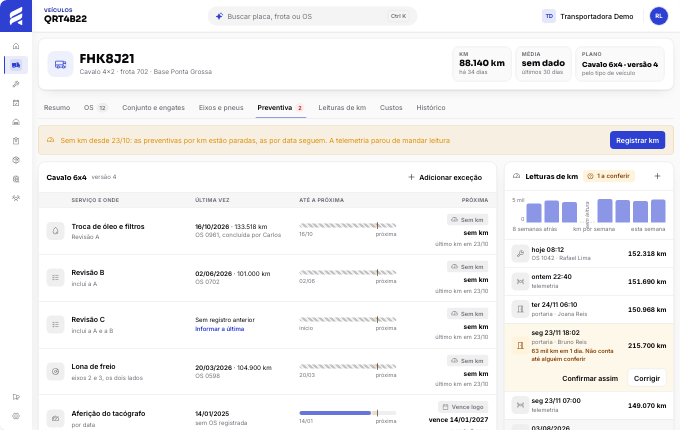 VEÍCULOS
QRT4B22
Buscar placa, frota ou OS
Ctrl K
TD
Transportadora Demo
RL
FHK8J21
Cavalo 4×2 · frota 702 · Base Ponta Grossa
KM
88.140 km
há 34 dias
MÉDIA
sem dado
últimos 30 dias
PLANO
Cavalo 6x4 · versão 4
pelo tipo de veículo
Resumo
OS 12
Conjunto e engates
Eixos e pneus
Preventiva 2
Leituras de km
Custos
Histórico
Sem km desde 23/10: as preventivas por km estão paradas, as por data seguem. A telemetria parou de mandar leitura
Registrar km
Cavalo 6x4 versão 4
Adicionar exceção
SERVIÇO E ONDE
ÚLTIMA VEZ
ATÉ A PRÓXIMA
PRÓXIMA
Troca de óleo e filtros
Revisão A
16/10/2026 · 133.518 km
OS 0961, concluída por Carlos
16/10
próxima
Sem km
sem km
último km em 23/10
Revisão B
inclui a A
02/06/2026 · 101.000 km
OS 0702
02/06
próxima
Sem km
sem km
último km em 23/10
Revisão C
inclui a A e a B
Sem registro anterior
Informar a última
início
próxima
Sem km
sem km
último km em 23/10
Lona de freio
eixos 2 e 3, os dois lados
20/03/2026 · 104.900 km
OS 0598
20/03
próxima
Sem km
sem km
último km em 23/10
Aferição do tacógrafo
por data
14/01/2025
sem OS registrada
14/01
próxima
Vence logo
vence 14/01/2027
Leituras de km
1 a conferir
5 mil
0
sem leitura
8 semanas atrás
km por semana
esta semana
hoje 08:12
OS 1042 · Rafael Lima
152.318 km
ontem 22:40
telemetria
151.690 km
ter 24/11 06:10
portaria · Joana Reis
150.968 km
seg 23/11 18:02
portaria · Bruno Reis
63 mil km em 1 dia. Não conta
até alguém conferir
215.700 km
Confirmar assim
Corrigir
seg 23/11 07:00
telemetria
149.070 km
03/08/2026